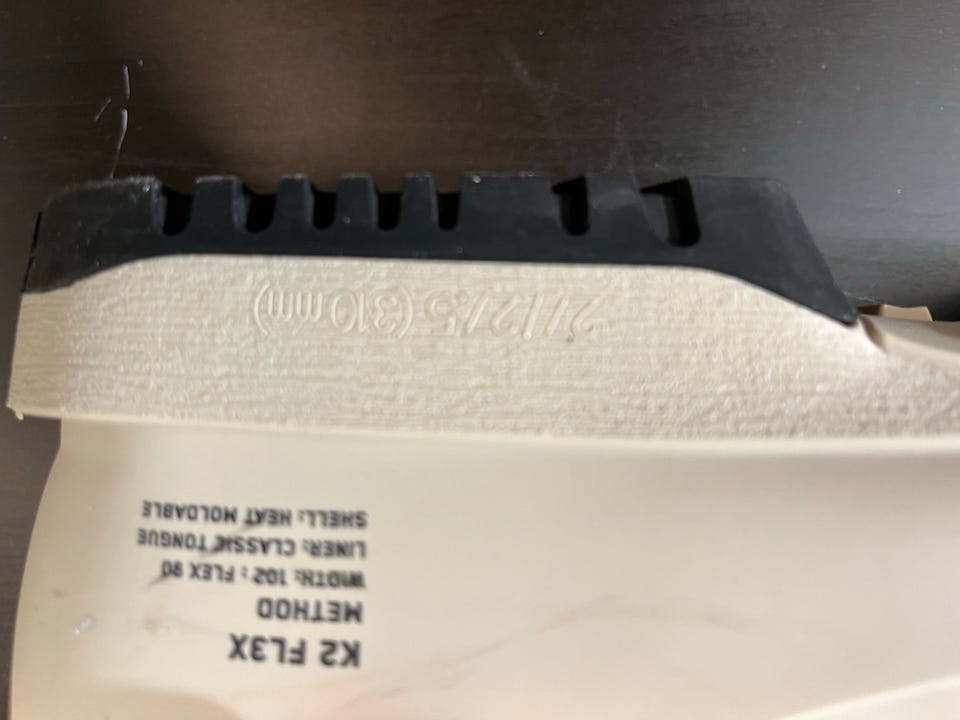 K2 FL3X
METHOD
WIDTH: 102 : FLEX 90
LINER: CLASSIC TONGUE
SHELL: HEAT MOLDABLE
27/27.5 (310 mm)